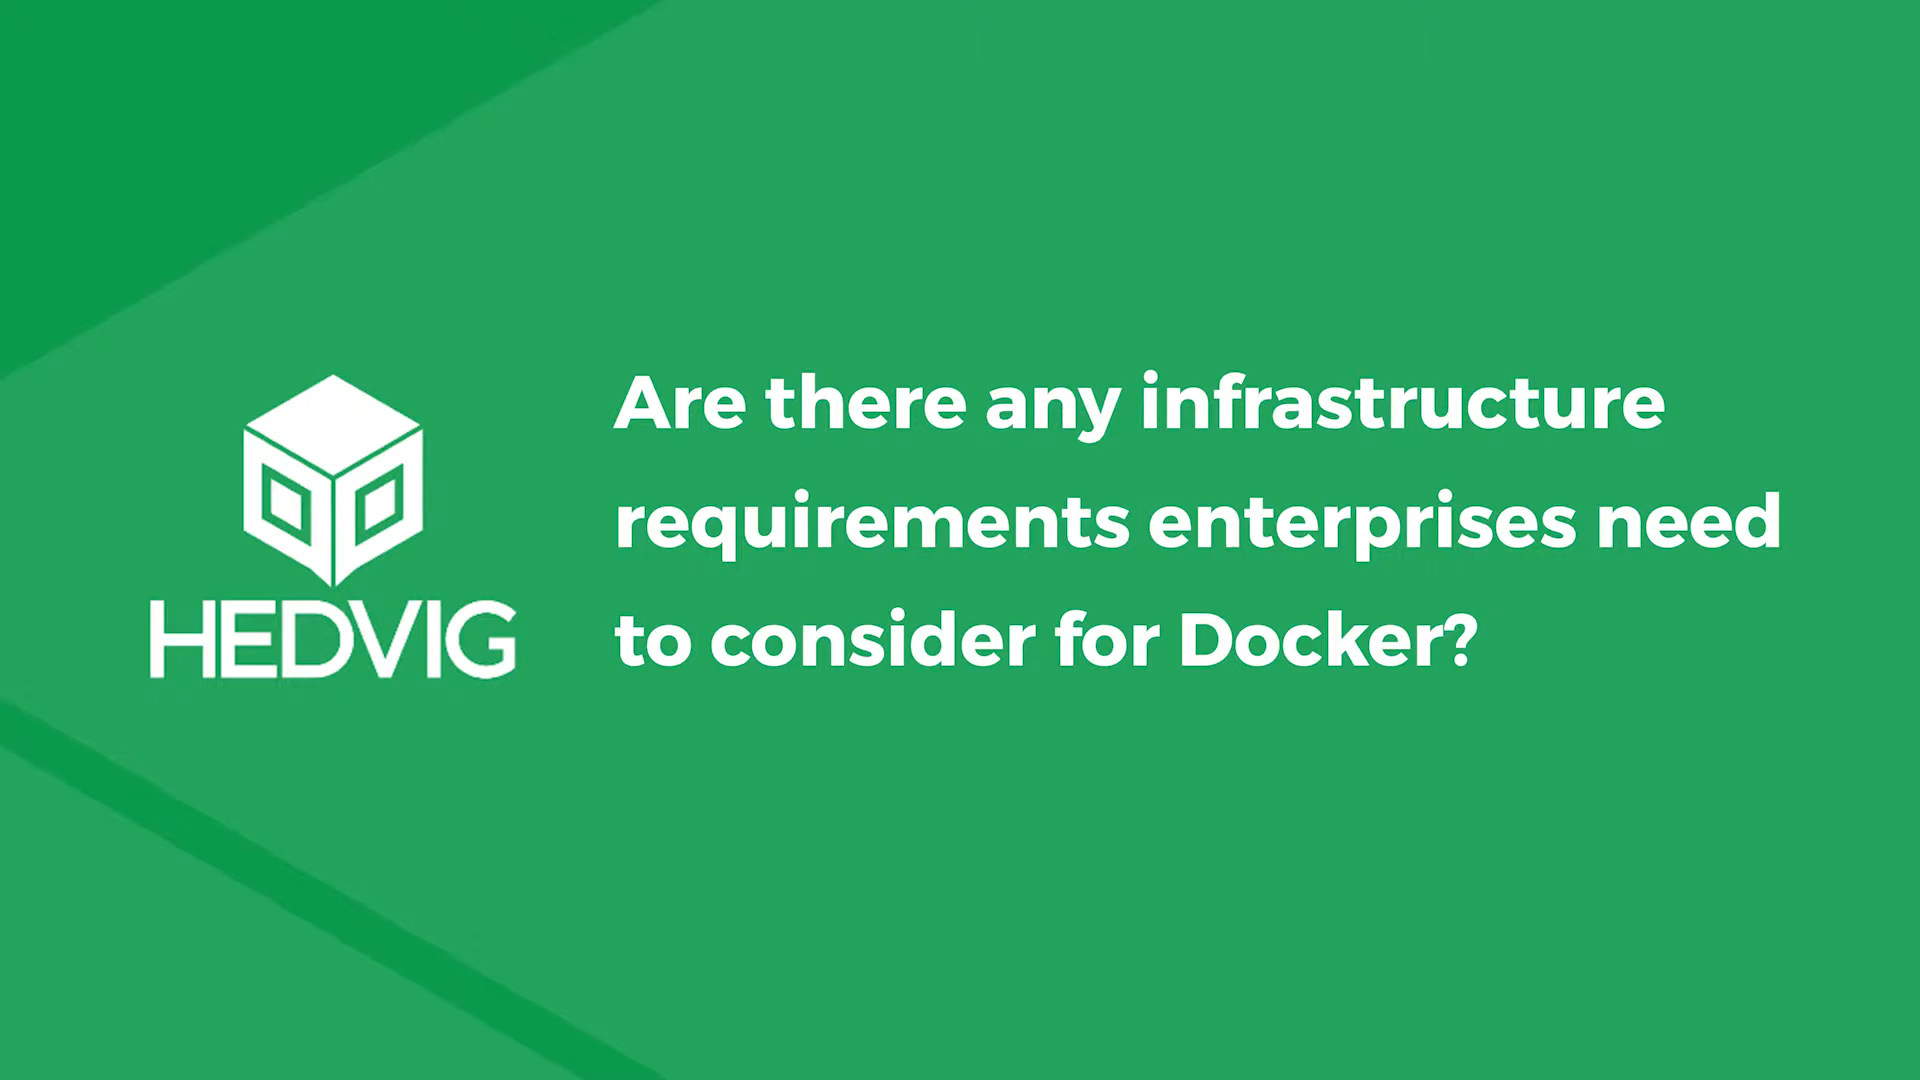 HEDVIG
Are there any infrastructure
requirements enterprises need
to consider for Docker?